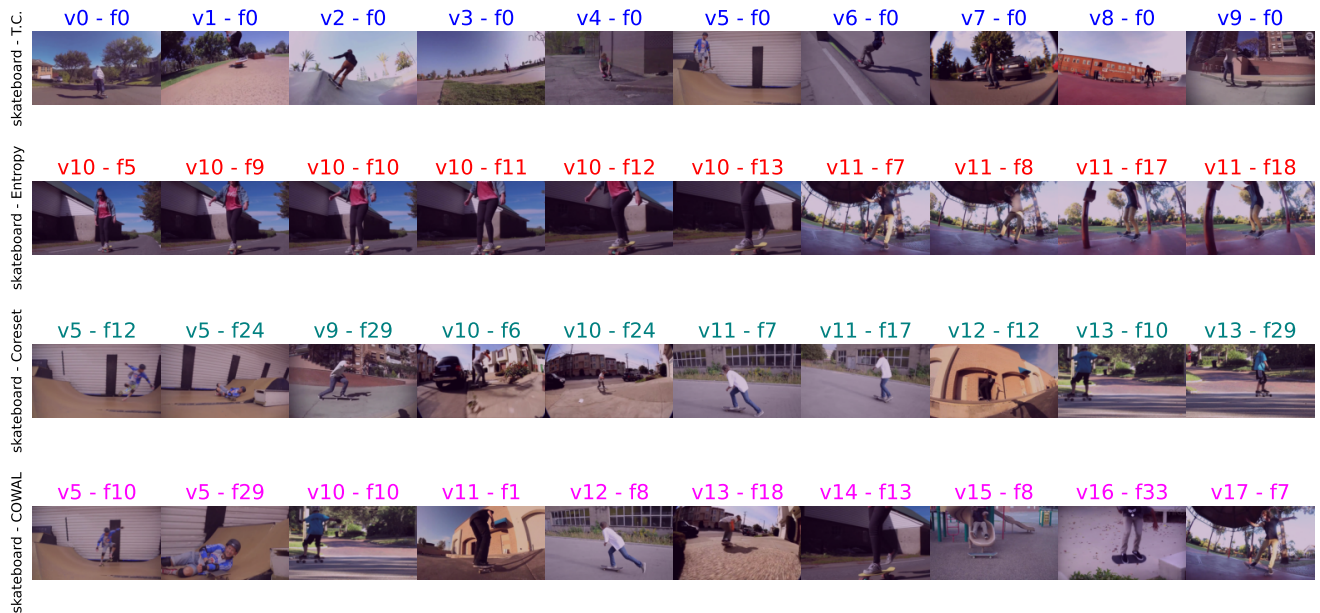 skateboard - T.C.
v0 - f0 v1 - f0 v2 - f0 v3 - f0 v4 - f0 v5 - f0 v6 - f0 v7 - f0 v8 - f0 v9 - f0
skateboard - Entropy
v10 - f5 v10 - f9 v10 - f10 v10 - f11 v10 - f12 v10 - f13 v11 - f7 v11 - f8 v11 - f17 v11 - f18
skateboard - Coreset
v5 - f12 v5 - f24 v9 - f29 v10 - f6 v10 - f24 v11 - f7 v11 - f17 v12 - f12 v13 - f10 v13 - f29
skateboard - COWAL
v5 - f10 v5 - f29 v10 - f10 v11 - f1 v12 - f8 v13 - f18 v14 - f13 v15 - f8 v16 - f33 v17 - f7